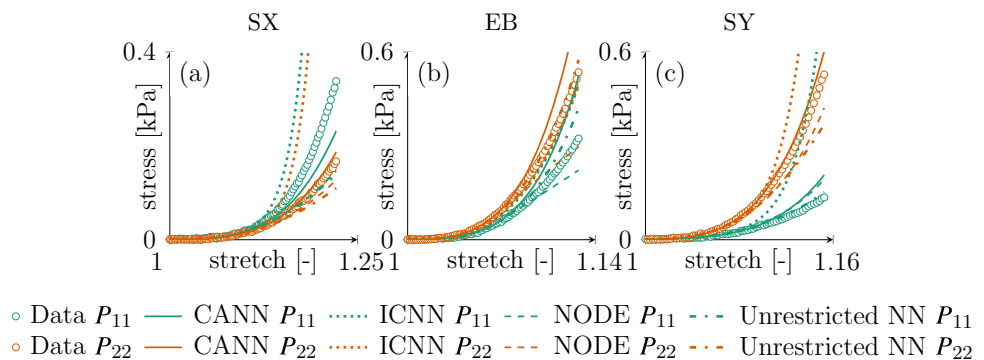 SX EB SY
0.4 0.6 0.6
(a) (b) (c)
stress [kPa] stress [kPa] stress [kPa]
0 0 0
1 stretch [-] 1.25 1 stretch [-] 1.14 1 stretch [-] 1.16
Data P11 CANN P11 ICNN P11 NODE P11 Unrestricted NN P11
Data P22 CANN P22 ICNN P22 NODE P22 Unrestricted NN P22